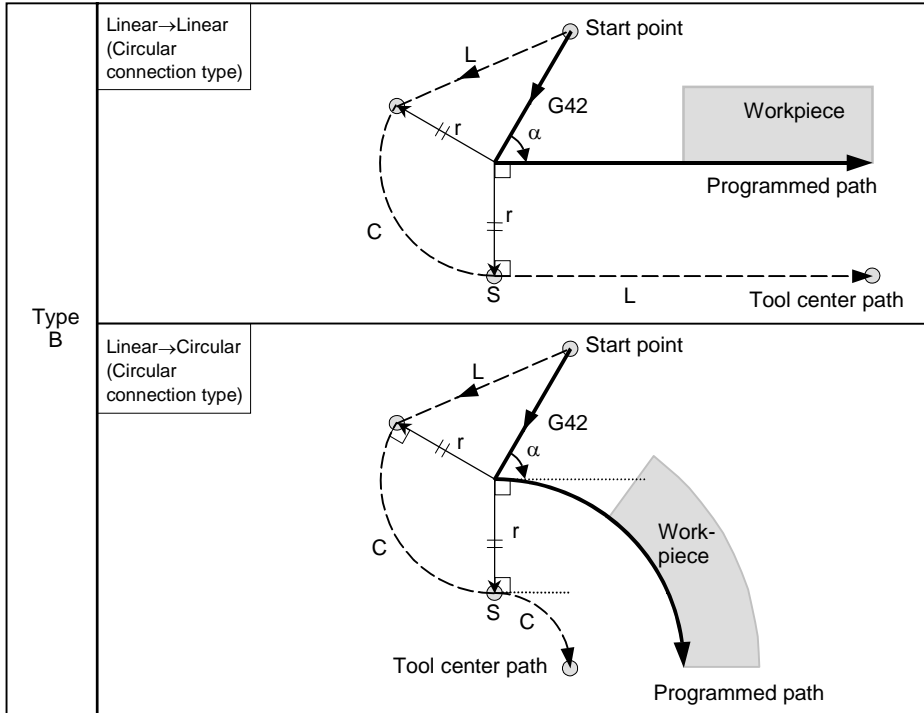 Type
B
Linear→Linear
(Circular
connection type)
Start point
L
G42
α
r
Workpiece
Programmed path
r
C
S
L
Tool center path
Linear→Circular
(Circular
connection type)
Start point
L
G42
α
r
Work-
piece
r
C
S
C
Tool center path
Programmed path